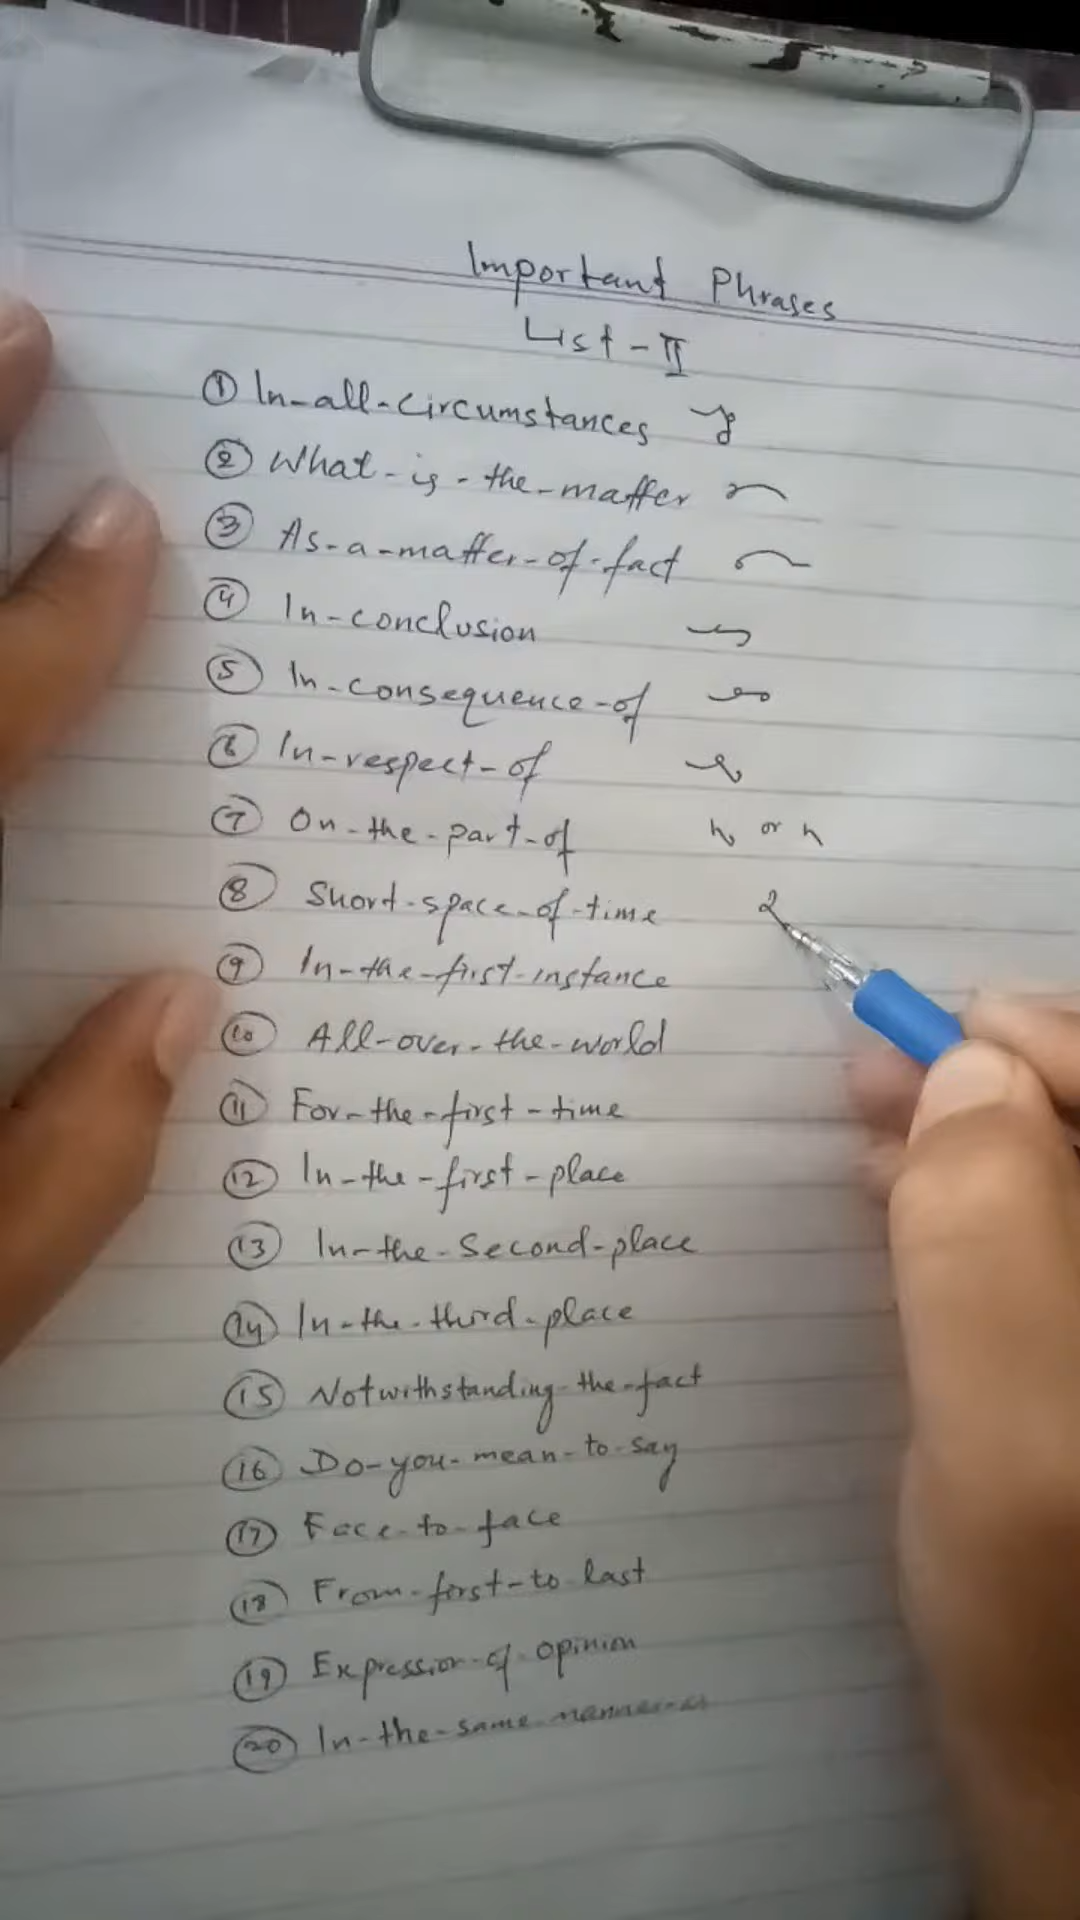 Important Phrases
List-II
① In-all-circumstances
② What-is-the-matter
③ As-a-matter-of-fact
④ In-conclusion
⑤ In-consequence-of
⑥ In-respect-of
⑦ On-the-part-of or
⑧ Short-space-of-time
⑨ In-the-first-instance
⑩ All-over-the-world
⑪ For-the-first-time
⑫ In-the-first-place
⑬ In-the-Second-place
⑭ In-the-third-place
⑮ Notwithstanding-the-fact
⑯ Do-you-mean-to-say
⑰ Face-to-face
⑱ From-first-to-last
⑲ Expression-of-opinion
⑳ In-the-same-manner-as